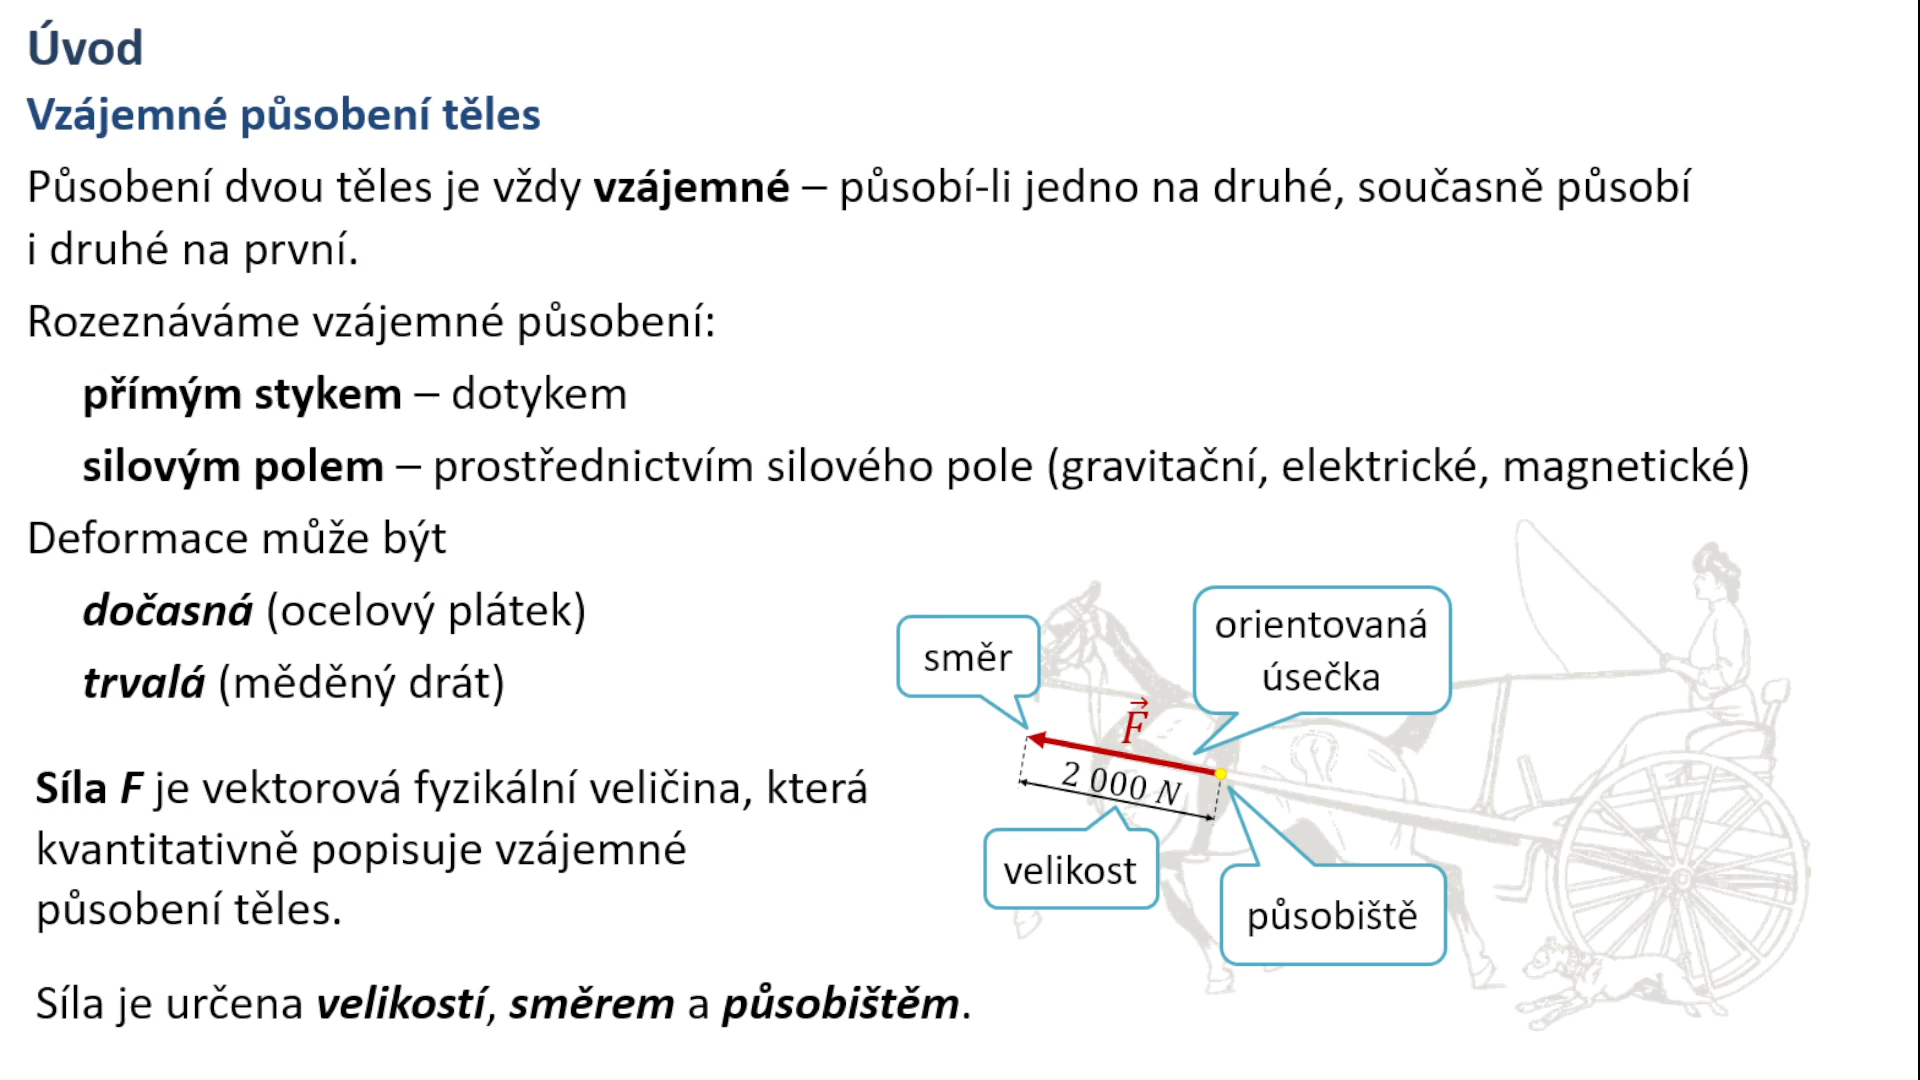 Úvod
Vzájemné působení těles
Působení dvou těles je vždy vzájemné – působí-li jedno na druhé, současně působí
i druhé na první.
Rozeznáváme vzájemné působení:
přímým stykem – dotykem
silovým polem – prostřednictvím silového pole (gravitační, elektrické, magnetické)
Deformace může být
dočasná (ocelový plátek)
trvalá (měděný drát)
Síla F je vektorová fyzikální veličina, která
kvantitativně popisuje vzájemné
působení těles.
Síla je určena velikostí, směrem a působištěm.
směr
orientovaná
úsečka
F⃗
2 000 N
velikost
působiště